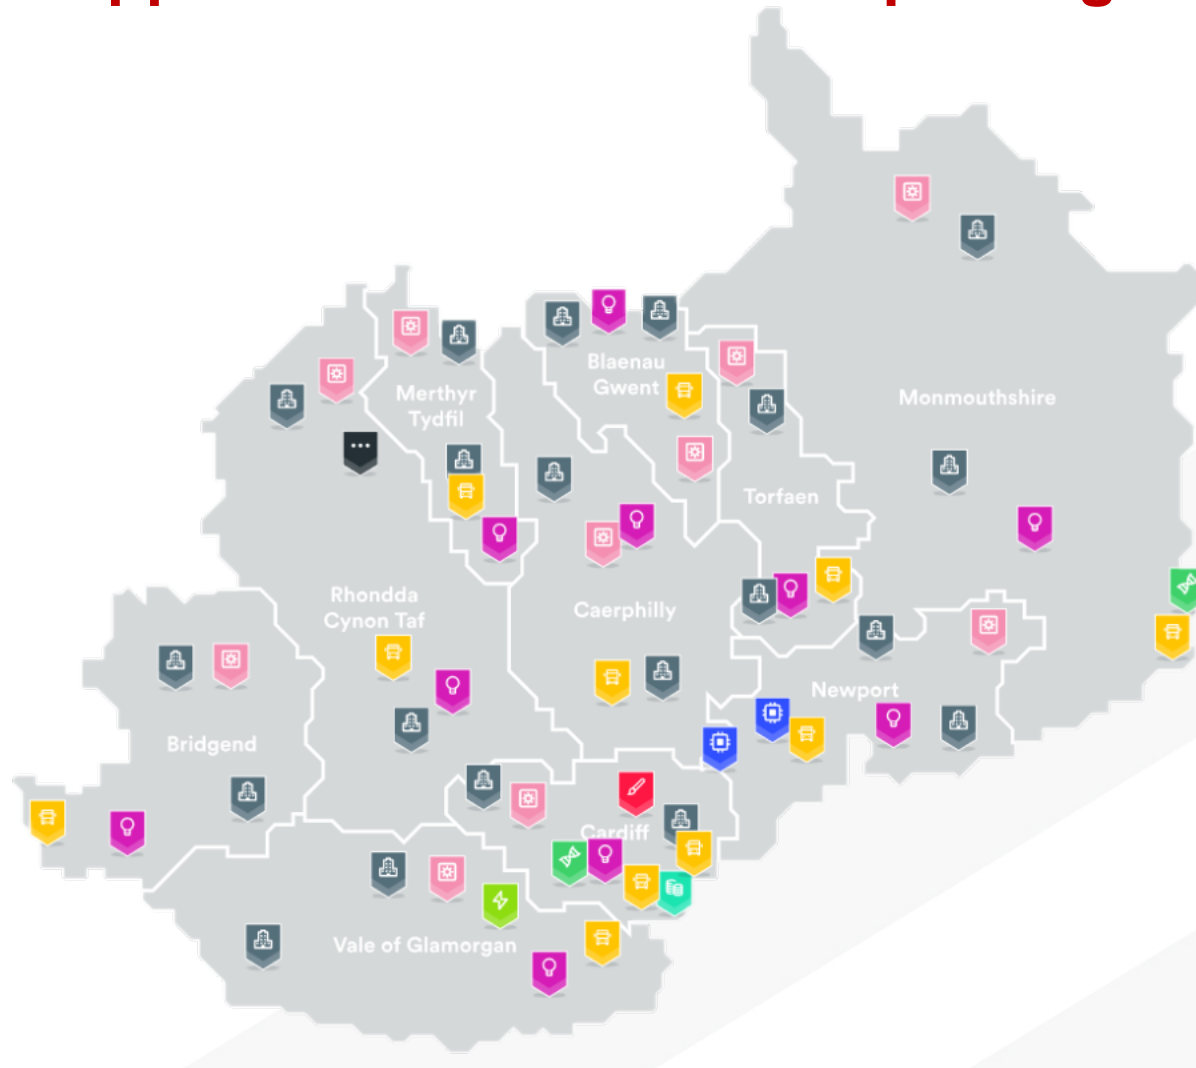 Blaenau
Gwent
Merthyr
Tydfil
Monmouthshire
Torfaen
Rhondda
Cynon Taf
Caerphilly
Newport
Bridgend
Cardiff
Vale of Glamorgan